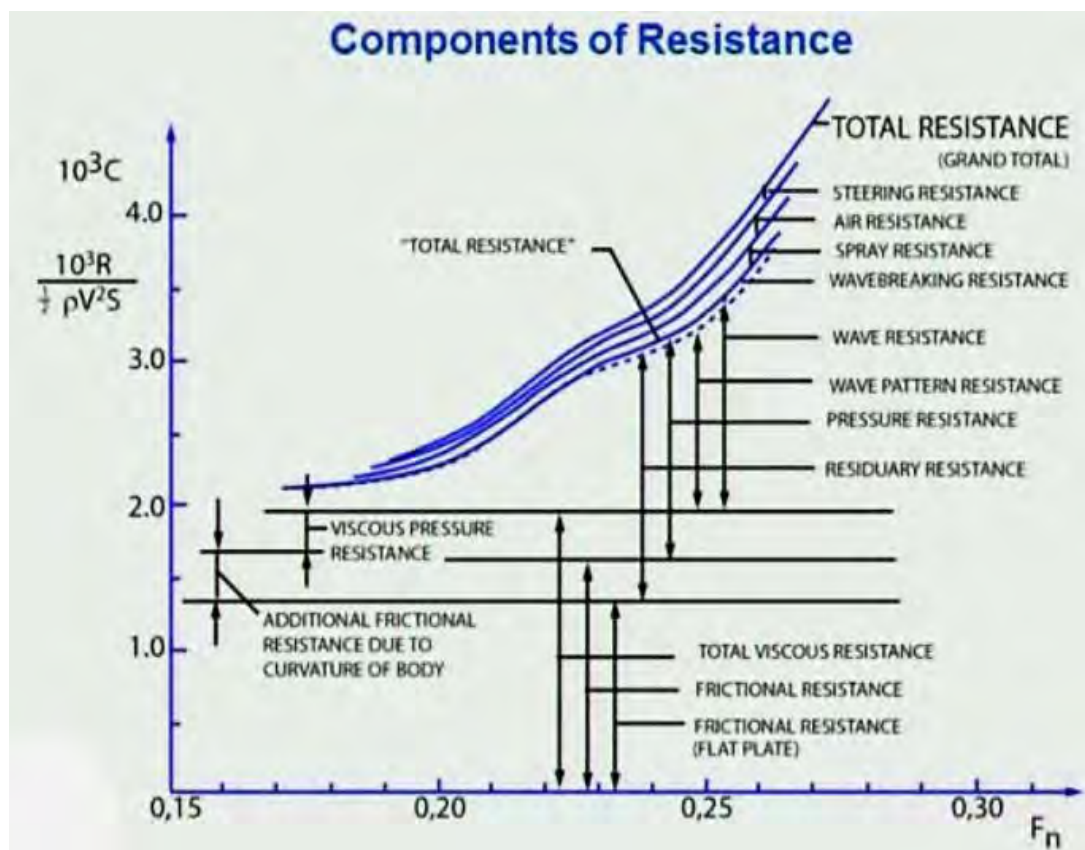 Components of Resistance
10³C
10³R
½ ρV²S
4.0
3.0
2.0
1.0
TOTAL RESISTANCE
(GRAND TOTAL)
STEERING RESISTANCE
AIR RESISTANCE
SPRAY RESISTANCE
WAVEBREAKING RESISTANCE
"TOTAL RESISTANCE"
WAVE RESISTANCE
WAVE PATTERN RESISTANCE
PRESSURE RESISTANCE
RESIDUARY RESISTANCE
VISCOUS PRESSURE
RESISTANCE
ADDITIONAL FRICTIONAL
RESISTANCE DUE TO
CURVATURE OF BODY
TOTAL VISCOUS RESISTANCE
FRICTIONAL RESISTANCE
FRICTIONAL RESISTANCE
(FLAT PLATE)
0,15
0,20
0,25
0,30
Fn